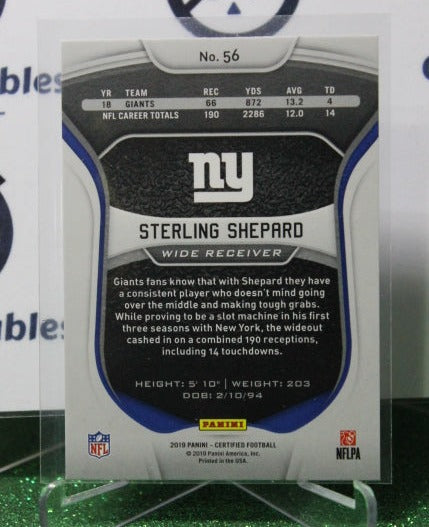 No. 56
YR TEAM REC YDS AVG TD
18 GIANTS 66 872 13.2 4
NFL CAREER TOTALS 190 2286 12.0 14
ny
STERLING SHEPARD
WIDE RECEIVER
Giants fans know that with Shepard they have
a consistent player who doesn't mind going
over the middle and making tough grabs.
While proving to be a slot machine in his first
three seasons with New York, the wideout
cashed in on a combined 190 receptions,
including 14 touchdowns.
HEIGHT: 5' 10" | WEIGHT: 203
DOB: 2/10/94
PANINI
NFL
2019 PANINI - CERTIFIED FOOTBALL
© 2019 Panini America, Inc.
Printed in the USA.
NFLPA
bles
bles